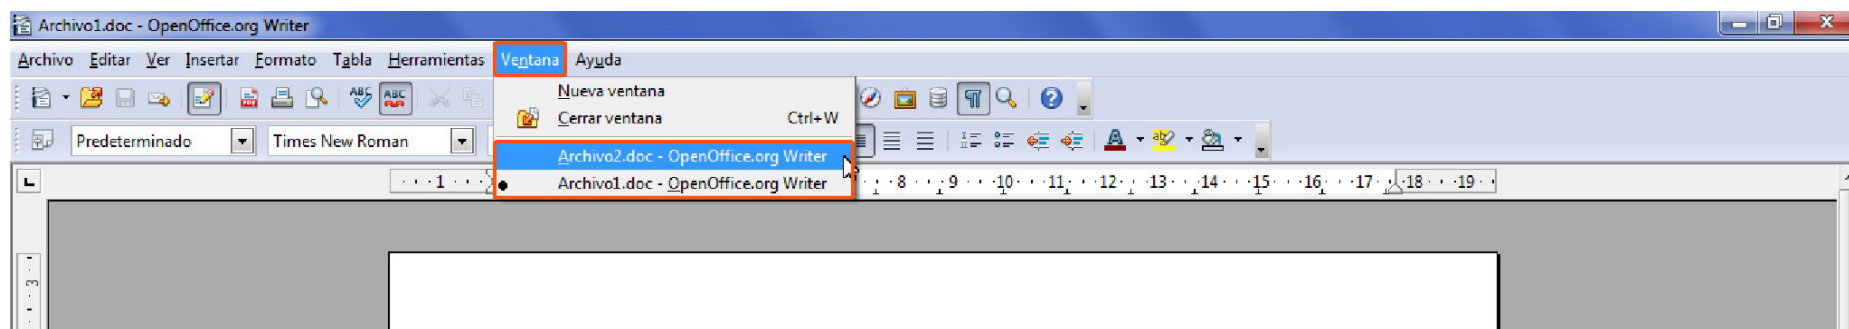 Archivo1.doc - OpenOffice.org Writer
Archivo Editar Ver Insertar Formato Tabla Herramientas Ventana Ayuda
Nueva ventana
Cerrar ventana Ctrl+W
Predeterminado Times New Roman
Archivo2.doc - OpenOffice.org Writer
Archivo1.doc - OpenOffice.org Writer
1 8 9 10 11 12 13 14 15 16 17 18 19
3